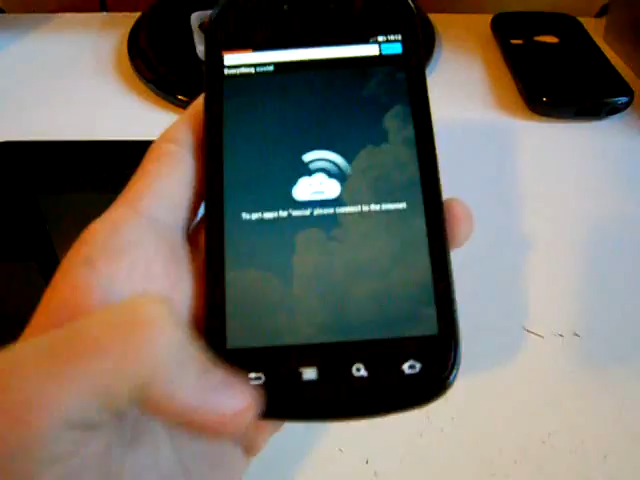 Everything social
To get apps for "social" please connect to the internet